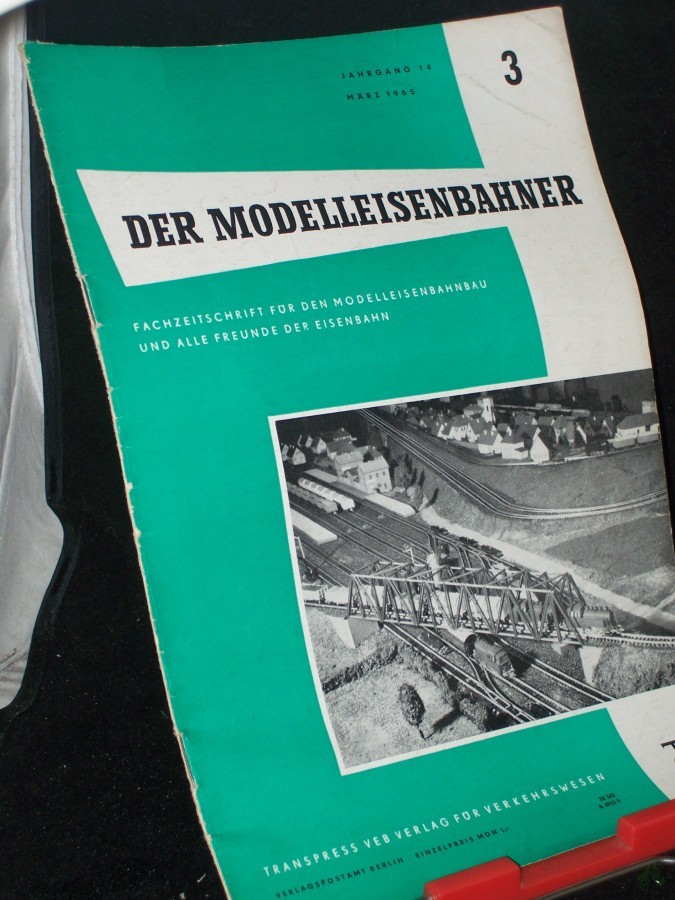 JAHRGANG 14
MÄRZ 1965
3
DER MODELLEISENBAHNER
FACHZEITSCHRIFT FÜR DEN MODELLEISENBAHNBAU
UND ALLE FREUNDE DER EISENBAHN
TRANSPRESS VEB VERLAG FÜR VERKEHRSWESEN
VERLAGSPOSTAMT BERLIN EINZELPREIS MDN 1,-